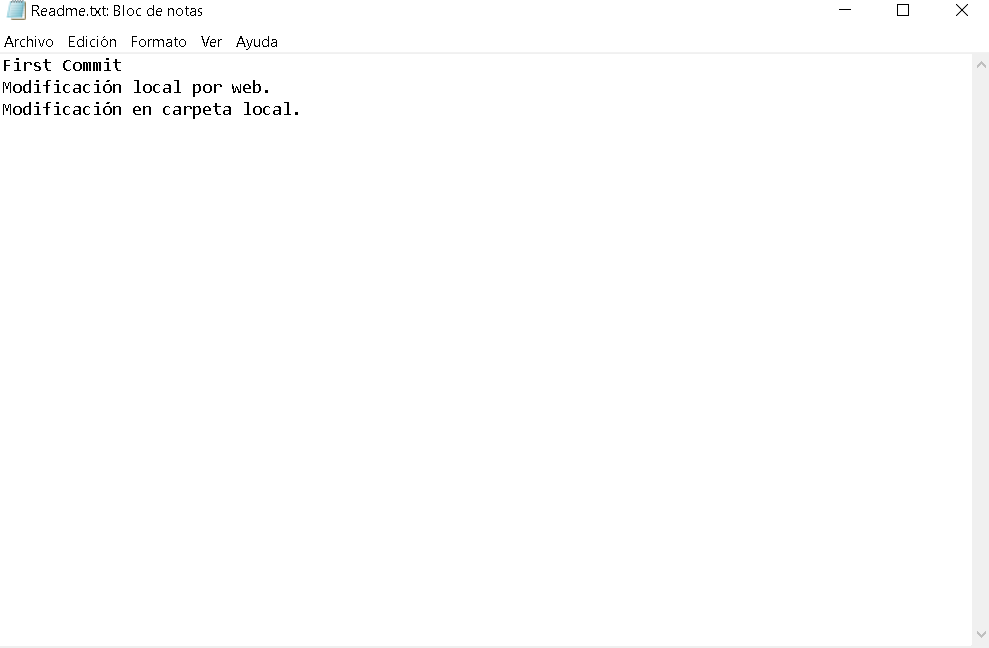 Readme.txt: Bloc de notas
Archivo Edición Formato Ver Ayuda
First Commit
Modificación local por web.
Modificación en carpeta local.